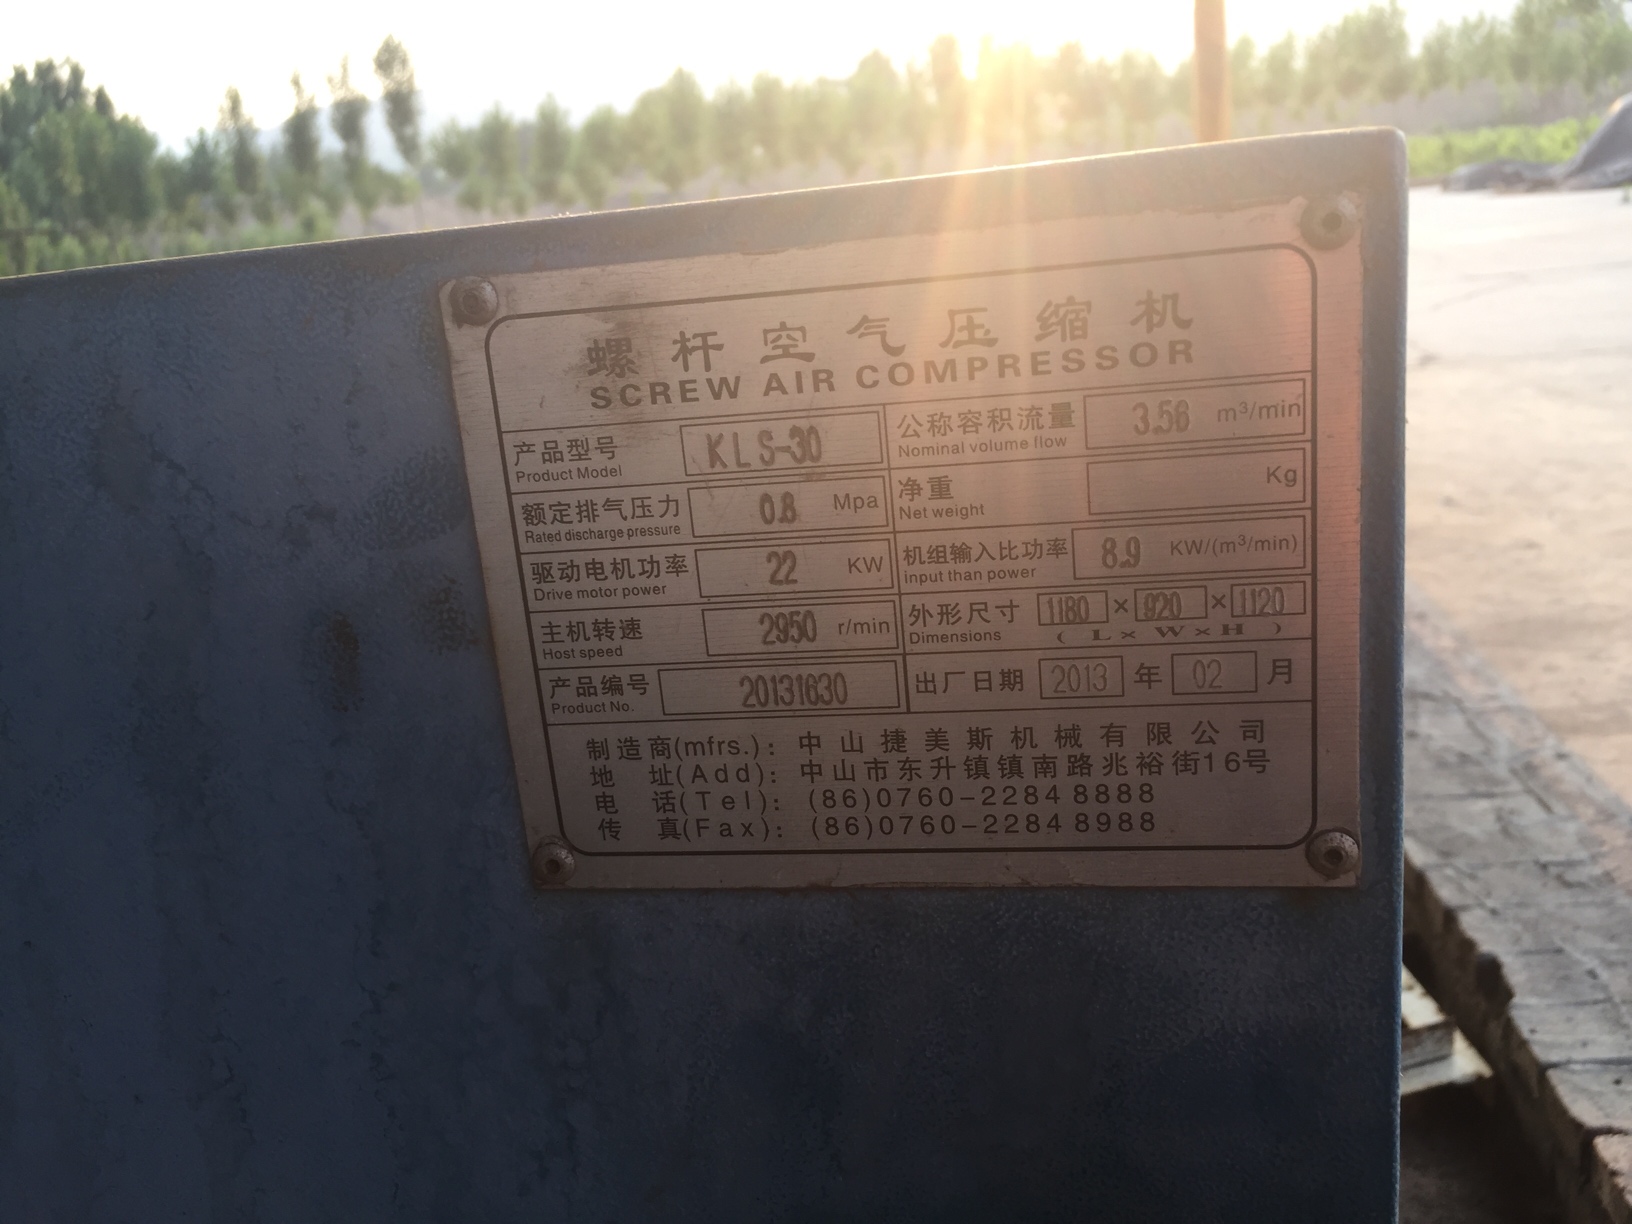 螺杆空气压缩机
SCREW AIR COMPRESSOR
产品型号 KLS-30 公称容积流量 3.56 m³/min
Product Model Nominal volume flow
额定排气压力 0.8 Mpa 净重 Kg
Rated discharge pressure Net weight
驱动电机功率 22 KW 机组输入比功率 8.9 KW/(m³/min)
Drive motor power input than power
主机转速 2950 r/min 外形尺寸 1180 × 920 × 1120
Host speed Dimensions ( L × W × H )
产品编号 20131630 出厂日期 2013 年 02 月
Product No.
制造商(mfrs.): 中山捷美斯机械有限公司
地址(Add): 中山市东升镇镇南路兆裕街16号
电话(Tel): (86)0760-2284 8888
传真(Fax): (86)0760-2284 8988